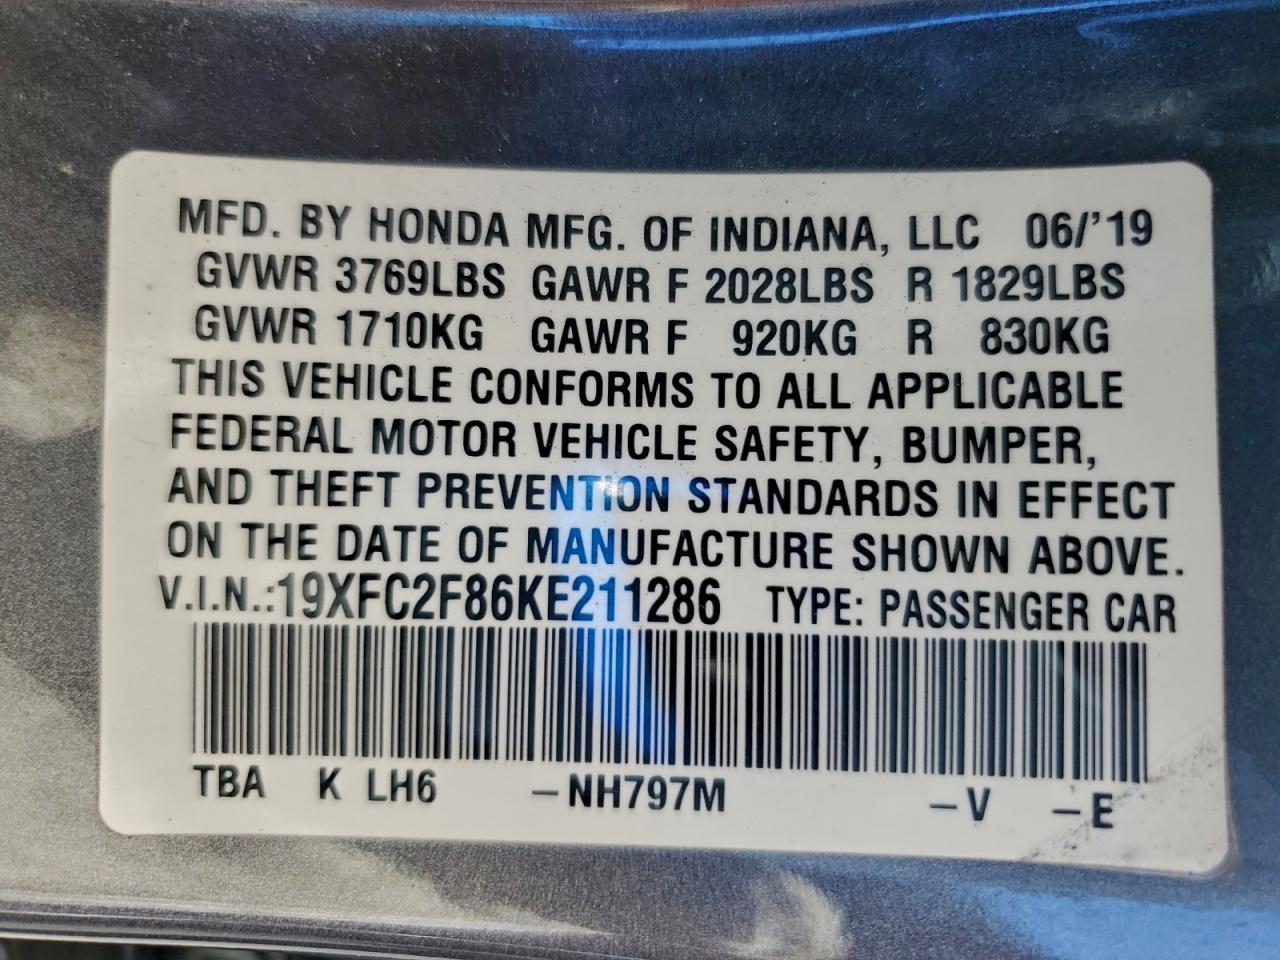 MFD. BY HONDA MFG. OF INDIANA, LLC 06/'19
GVWR 3769LBS GAWR F 2028LBS R 1829LBS
GVWR 1710KG GAWR F 920KG R 830KG
THIS VEHICLE CONFORMS TO ALL APPLICABLE
FEDERAL MOTOR VEHICLE SAFETY, BUMPER,
AND THEFT PREVENTION STANDARDS IN EFFECT
ON THE DATE OF MANUFACTURE SHOWN ABOVE.
V.I.N.:19XFC2F86KE211286 TYPE: PASSENGER CAR
TBA K LH6 –NH797M –V –E